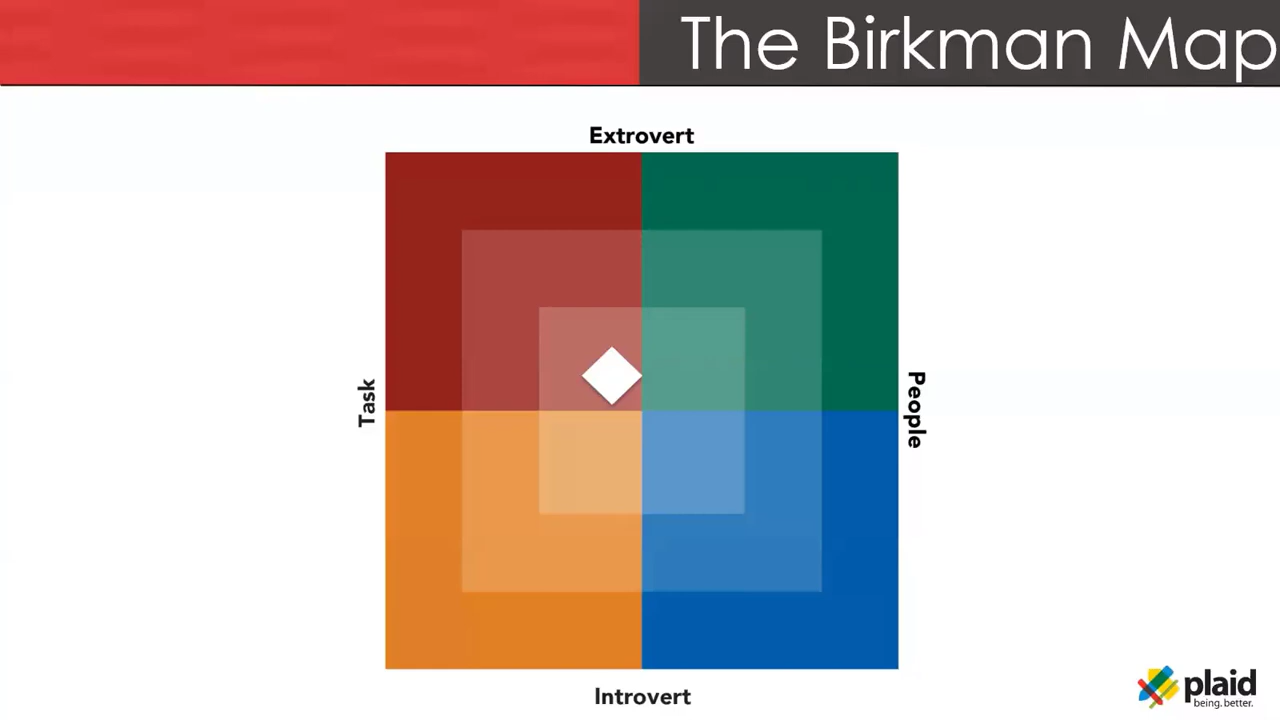 The Birkman Map
Extrovert
Task
People
Introvert
plaid
being. better.